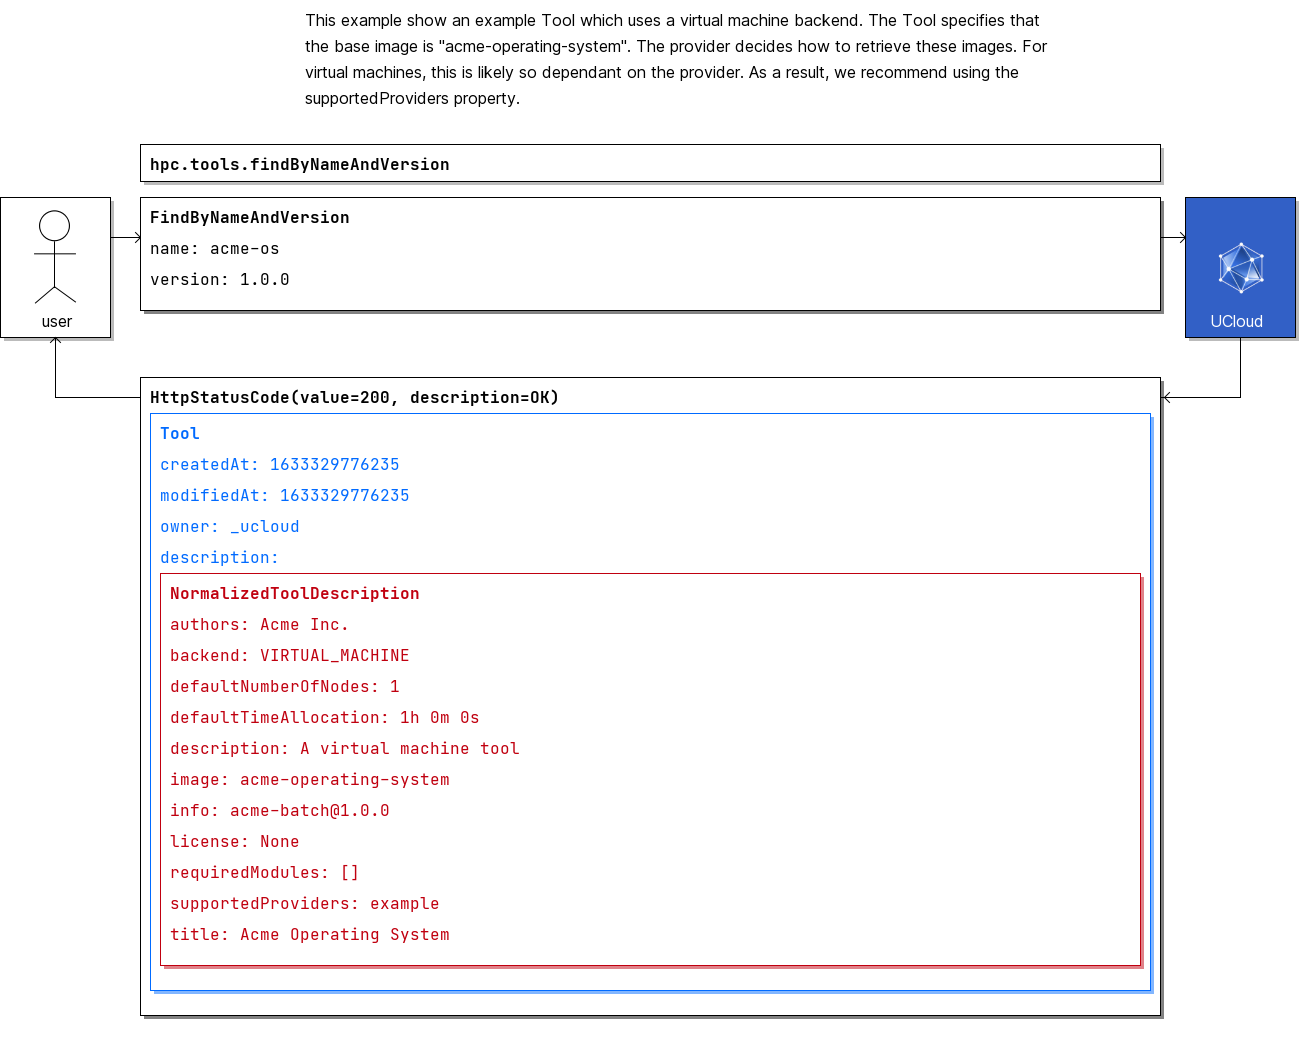 This example show an example Tool which uses a virtual machine backend. The Tool specifies that
the base image is "acme-operating-system". The provider decides how to retrieve these images. For
virtual machines, this is likely so dependant on the provider. As a result, we recommend using the
supportedProviders property.
hpc.tools.findByNameAndVersion
FindByNameAndVersion
name: acme-os
version: 1.0.0
user
UCloud
HttpStatusCode(value=200, description=OK)
Tool
createdAt: 1633329776235
modifiedAt: 1633329776235
owner: _ucloud
description:
NormalizedToolDescription
authors: Acme Inc.
backend: VIRTUAL_MACHINE
defaultNumberOfNodes: 1
defaultTimeAllocation: 1h 0m 0s
description: A virtual machine tool
image: acme-operating-system
info: acme-batch@1.0.0
license: None
requiredModules: []
supportedProviders: example
title: Acme Operating System